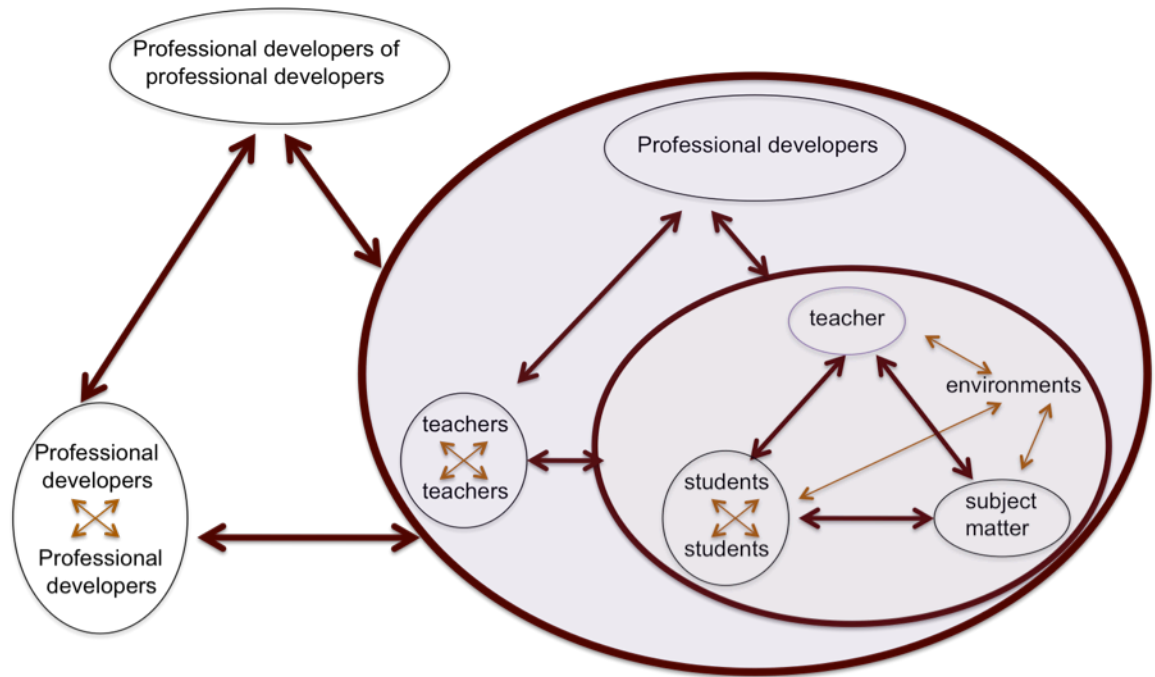 Professional developers of
professional developers
Professional developers
teacher
environments
teachers
teachers
students
students
subject
matter
Professional
developers
Professional
developers